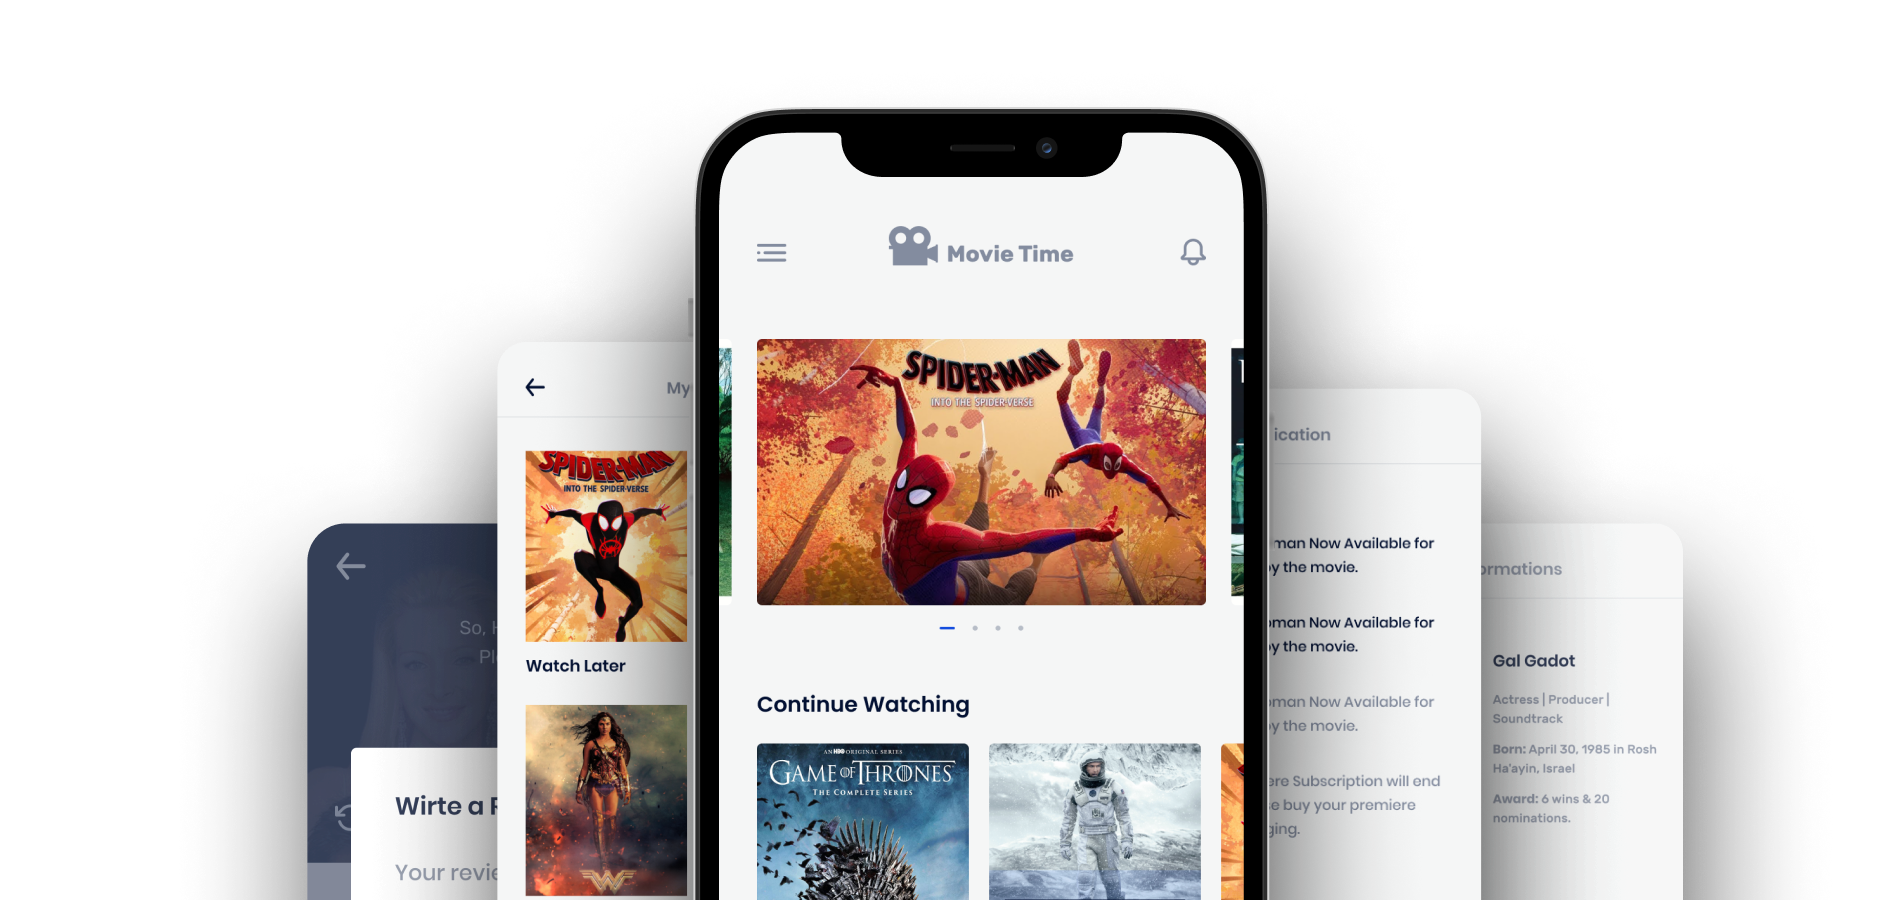 Movie Time
SPIDER-MAN
INTO THE SPIDER-VERSE
Continue Watching
AN HBO ORIGINAL SERIES
GAME OF THRONES
THE COMPLETE SERIES
My
SPIDER-MAN
INTO THE SPIDER-VERSE
Watch Later
So, H
Pl
Wirte a R
Your revie
ication
man Now Available for
y the movie.
oman Now Available for
y the movie.
oman Now Available for
y the movie.
ere Subscription will end
e buy your premiere
ging.
ormations
Gal Gadot
Actress | Producer |
Soundtrack
Born: April 30, 1985 in Rosh
Ha'ayin, Israel
Award: 6 wins & 20
nominations.